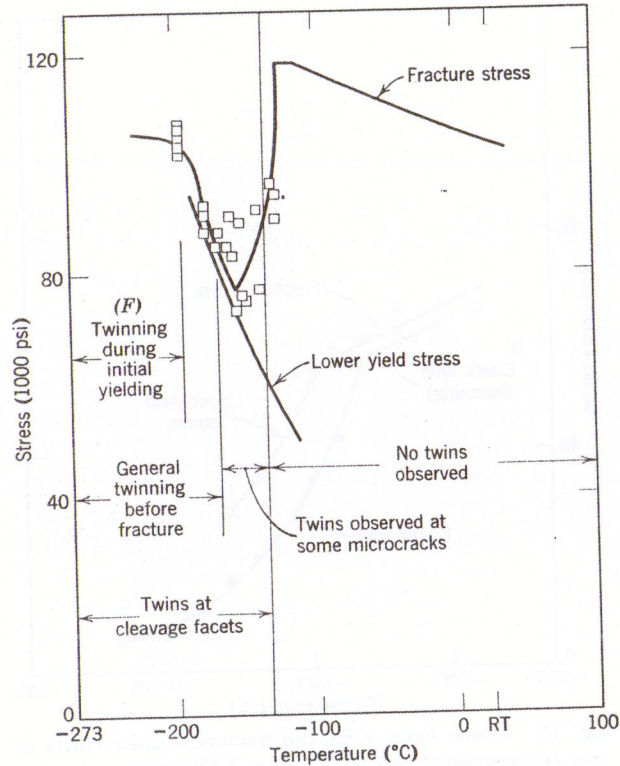 120
Fracture stress
80
(F)
Twinning
during
initial
yielding
Lower yield stress
Stress (1000 psi)
General
twinning
before
fracture
No twins
observed
40
Twins observed at
some microcracks
Twins at
cleavage facets
0
-273
-200
-100
0
RT
100
Temperature (°C)